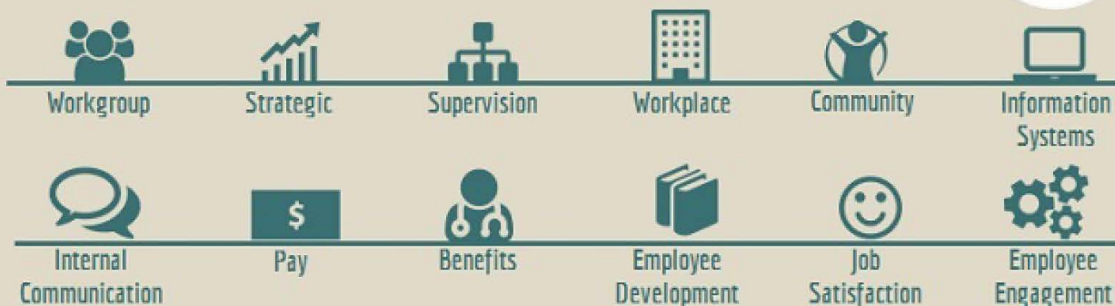 Workgroup
Strategic
Supervision
Workplace
Community
Information
Systems
$
Internal
Communication
Pay
Benefits
Employee
Development
Job
Satisfaction
Employee
Engagement